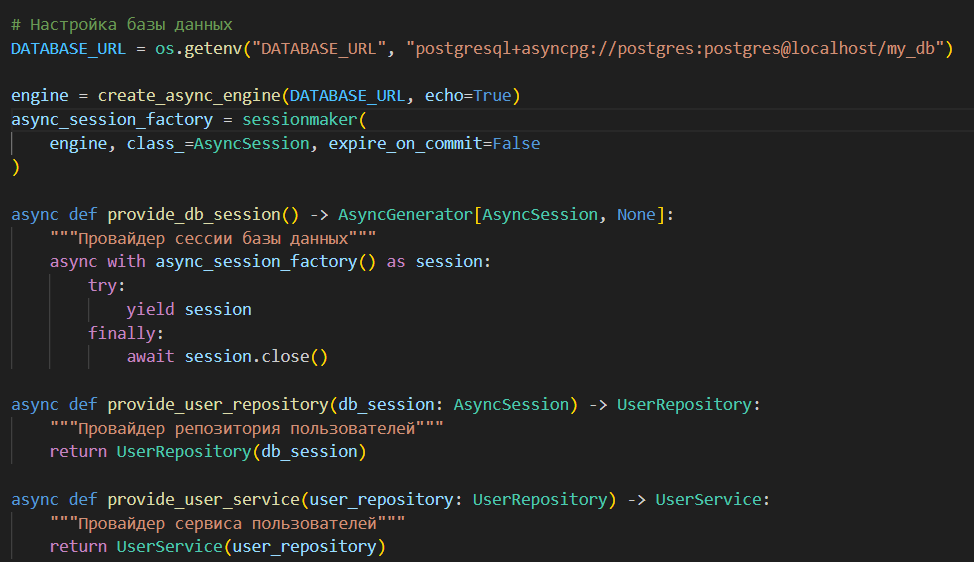 # Настройка базы данных
DATABASE_URL = os.getenv("DATABASE_URL", "postgresql+asyncpg://postgres:postgres@localhost/my_db")
engine = create_async_engine(DATABASE_URL, echo=True)
async_session_factory = sessionmaker(
    engine, class_=AsyncSession, expire_on_commit=False
)
async def provide_db_session() -> AsyncGenerator[AsyncSession, None]:
    """Провайдер сессии базы данных"""
    async with async_session_factory() as session:
        try:
            yield session
        finally:
            await session.close()
async def provide_user_repository(db_session: AsyncSession) -> UserRepository:
    """Провайдер репозитория пользователей"""
    return UserRepository(db_session)
async def provide_user_service(user_repository: UserRepository) -> UserService:
    """Провайдер сервиса пользователей"""
    return UserService(user_repository)